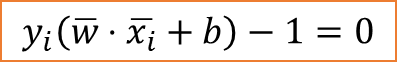 yᵢ(w̅ · x̅ᵢ + b) − 1 = 0